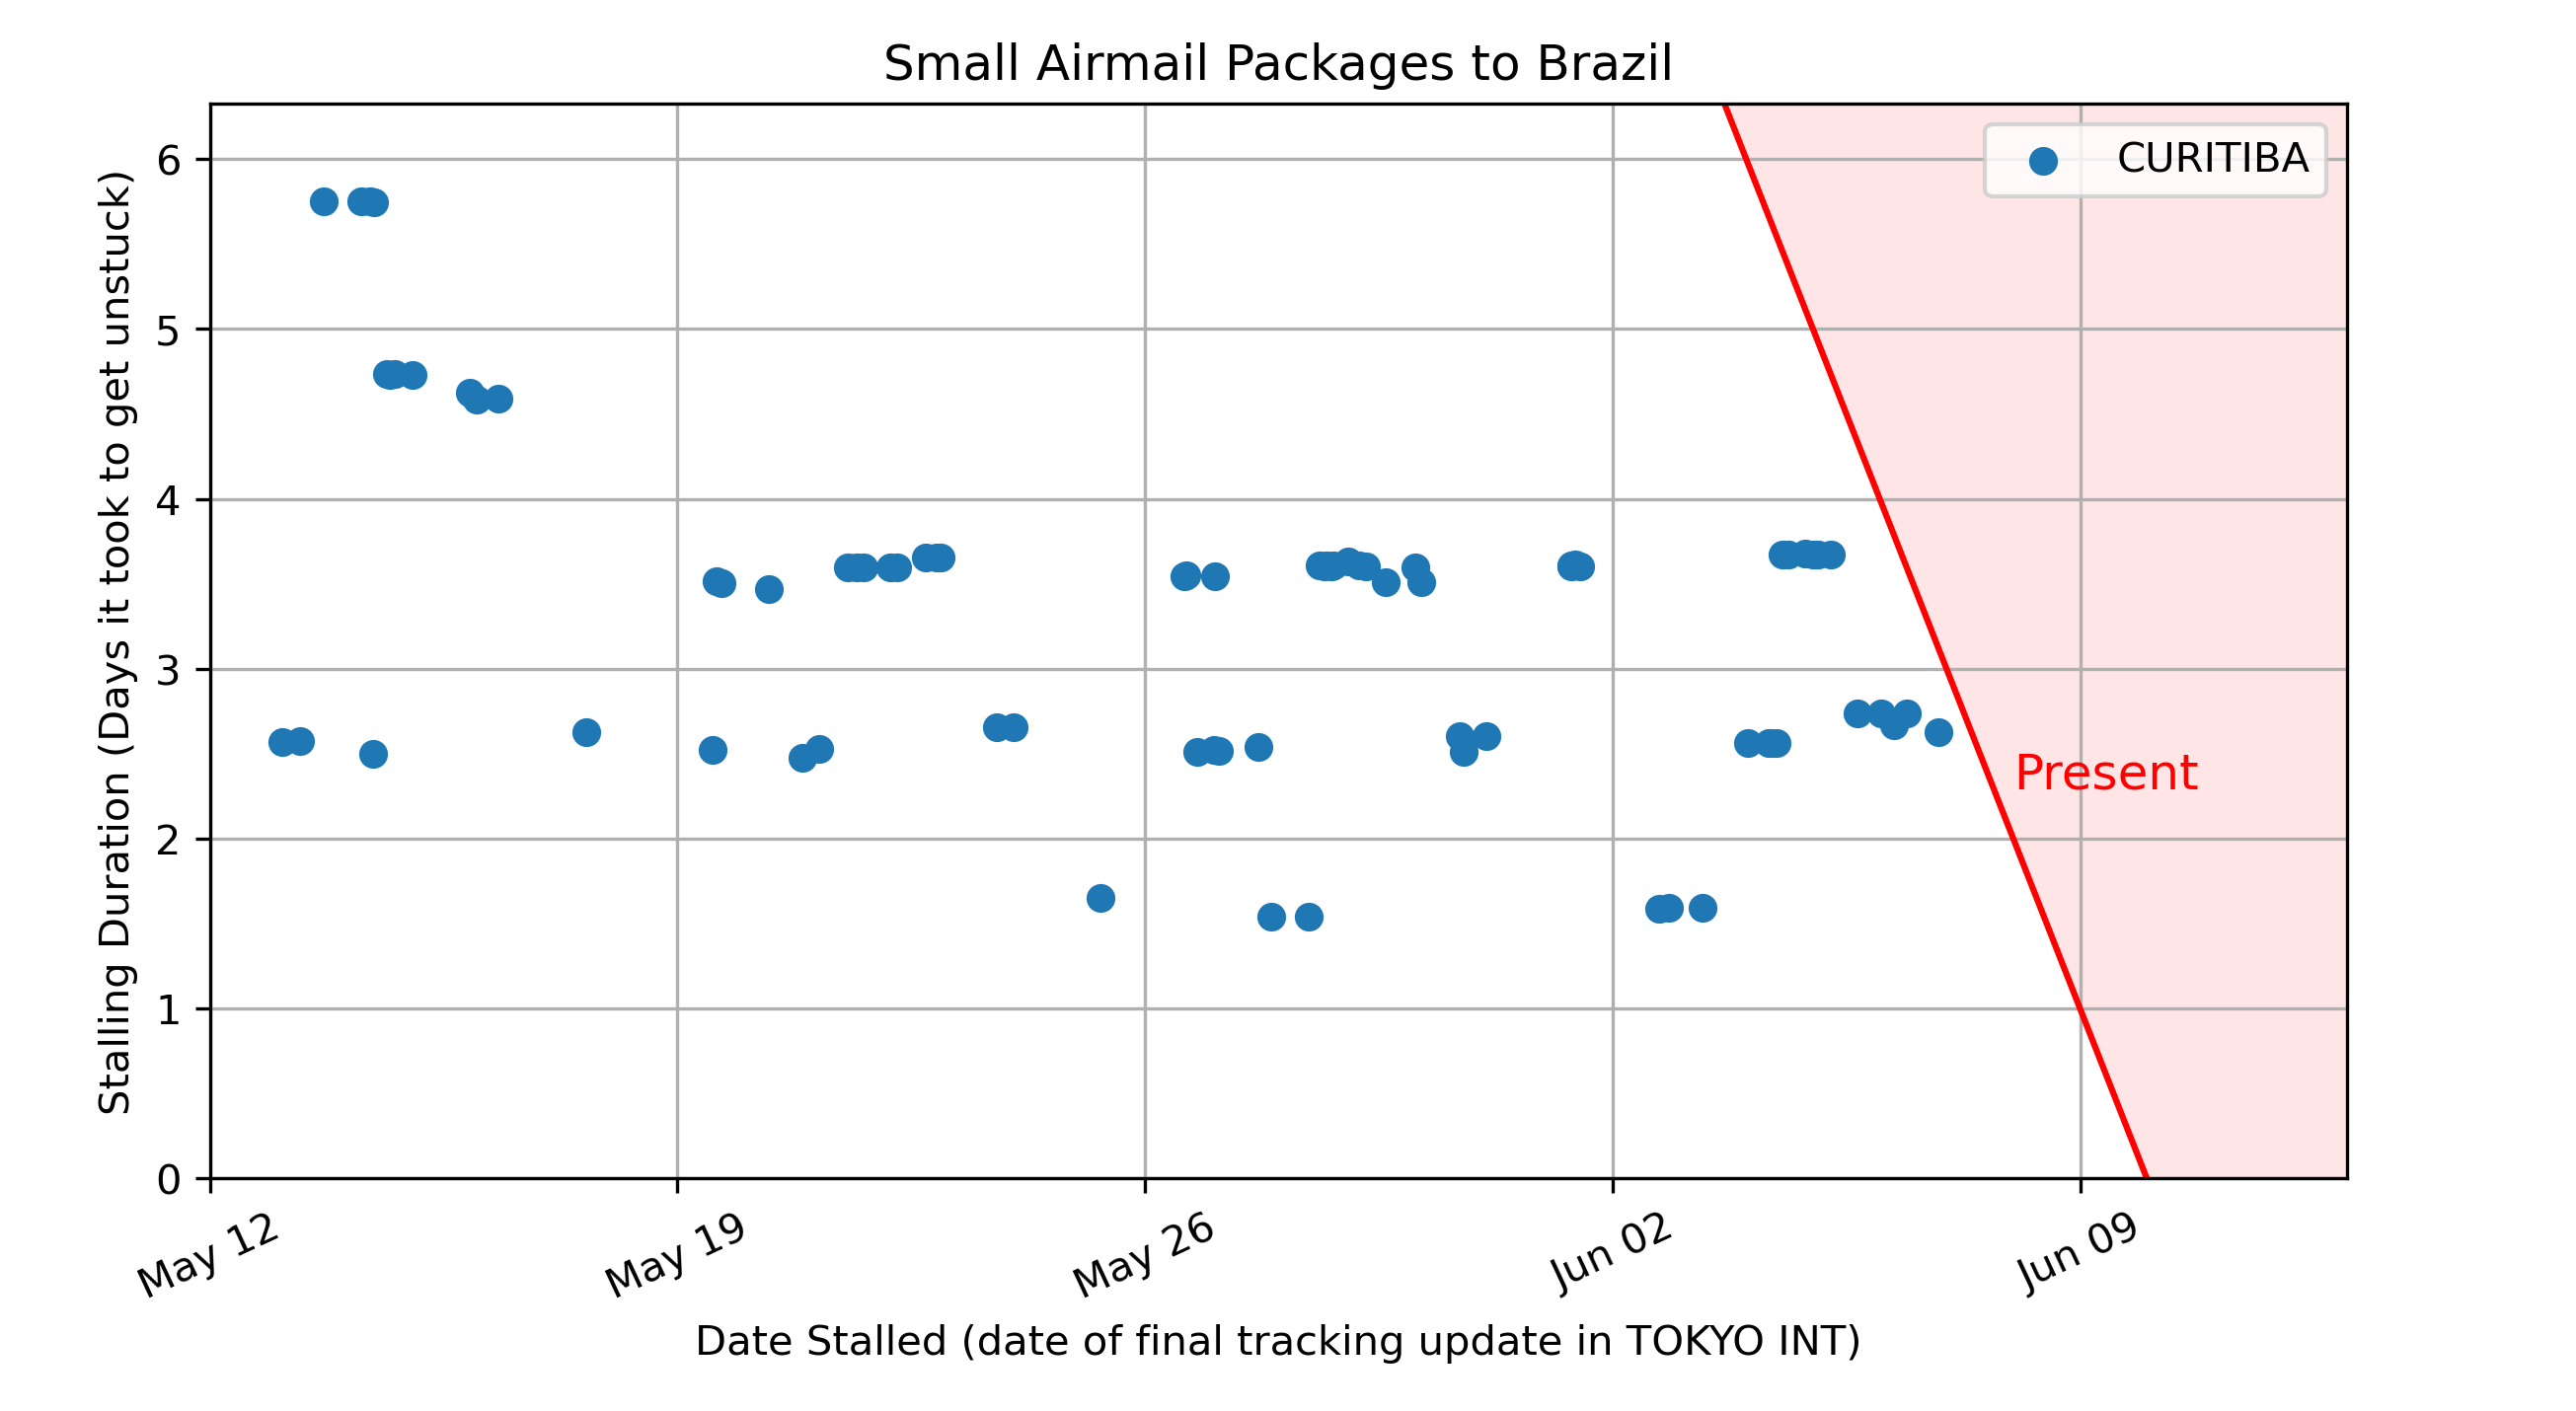 Small Airmail Packages to Brazil
CURITIBA
Stalling Duration (Days it took to get unstuck)
6
5
4
3
2
1
0
Present
May 12
May 19
May 26
Jun 02
Jun 09
Date Stalled (date of final tracking update in TOKYO INT)